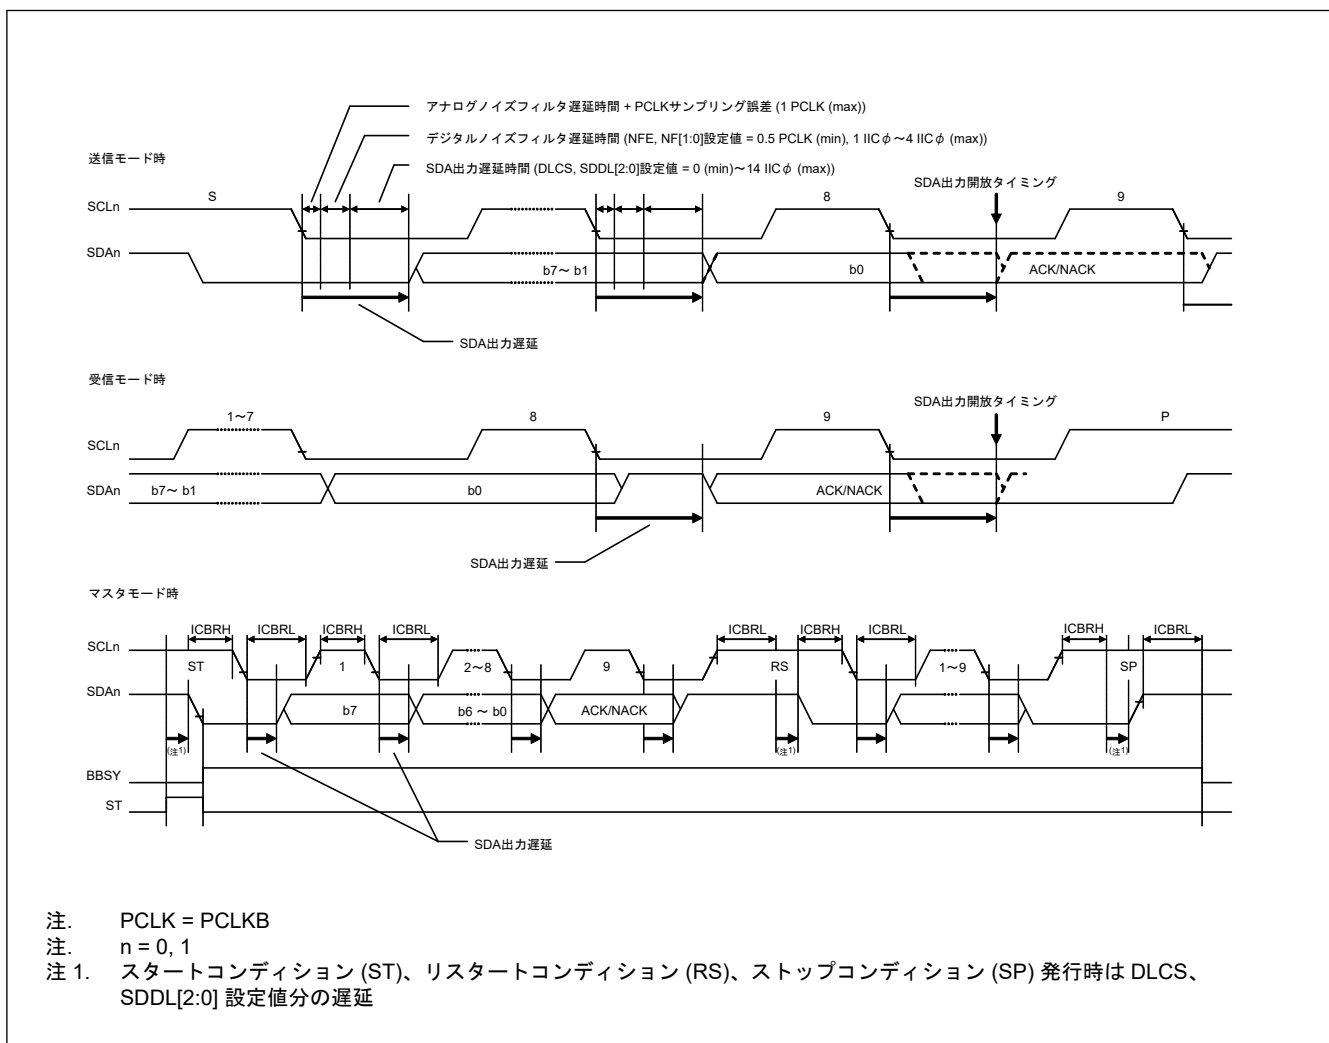 アナログノイズフィルタ遅延時間 + PCLKサンプリング誤差 (1 PCLK (max))
デジタルノイズフィルタ遅延時間 (NFE, NF[1:0]設定値 = 0.5 PCLK (min), 1 IICφ~4 IICφ (max))
送信モード時
SDA出力遅延時間 (DLCS, SDDL[2:0]設定値 = 0 (min)~14 IICφ (max))
SDA出力開放タイミング
SCLn S 8 9
SDAn b7~ b1 b0 ACK/NACK
SDA出力遅延
受信モード時
SDA出力開放タイミング
SCLn 1~7 8 9 P
SDAn b7~ b1 b0 ACK/NACK
SDA出力遅延
マスタモード時
ICBRH ICBRL ICBRH ICBRL ICBRL ICBRH ICBRL ICBRH ICBRL
SCLn ST 1 2~8 9 RS 1~9 SP
SDAn b7 b6 ~ b0 ACK/NACK
(注1) (注1) (注1)
BBSY
ST
SDA出力遅延
注. PCLK = PCLKB
注. n = 0, 1
注 1. スタートコンディション (ST)、リスタートコンディション (RS)、ストップコンディション (SP) 発行時は DLCS、
SDDL[2:0] 設定値分の遅延